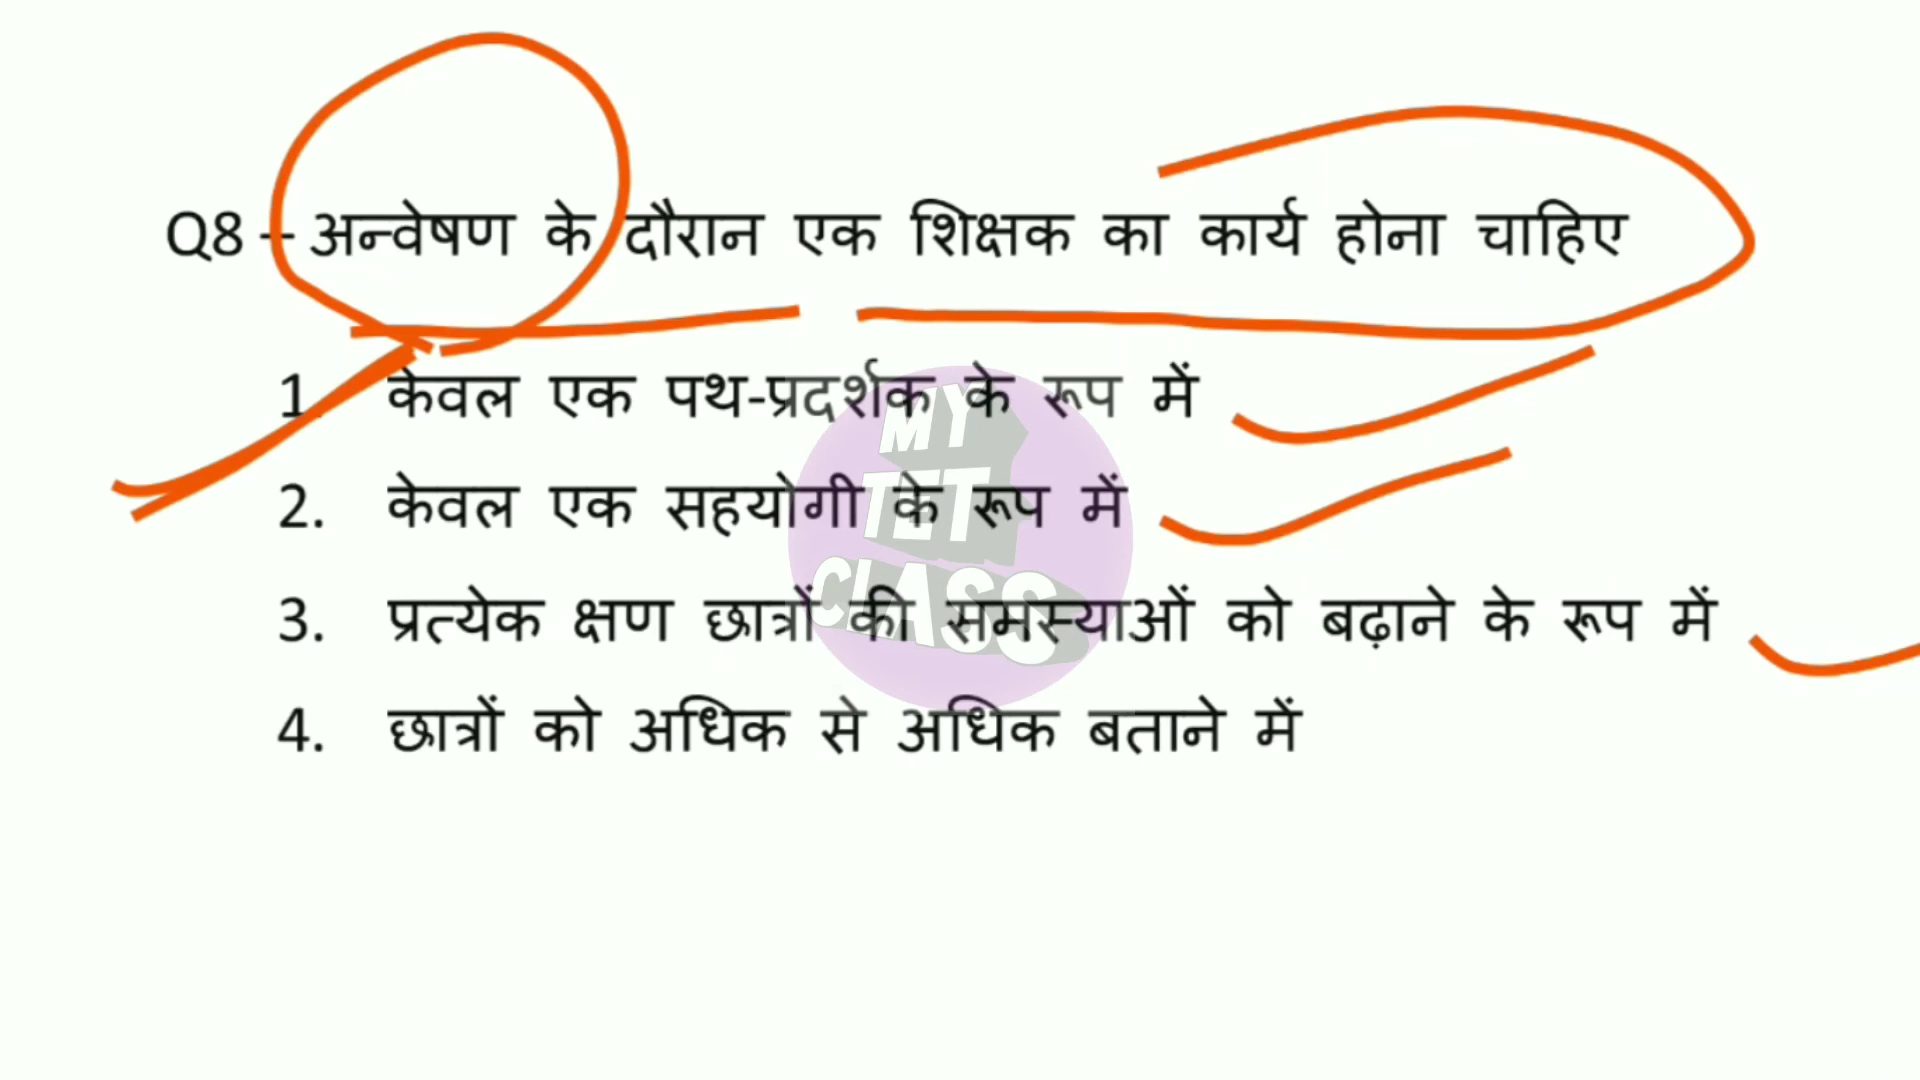 Q8 – अन्वेषण के दौरान एक शिक्षक का कार्य होना चाहिए
1. केवल एक पथ-प्रदर्शक के रूप में
2. केवल एक सहयोगी के रूप में
3. प्रत्येक क्षण छात्रों की समस्याओं को बढ़ाने के रूप में
4. छात्रों को अधिक से अधिक बताने में
MY
TET
CLASS